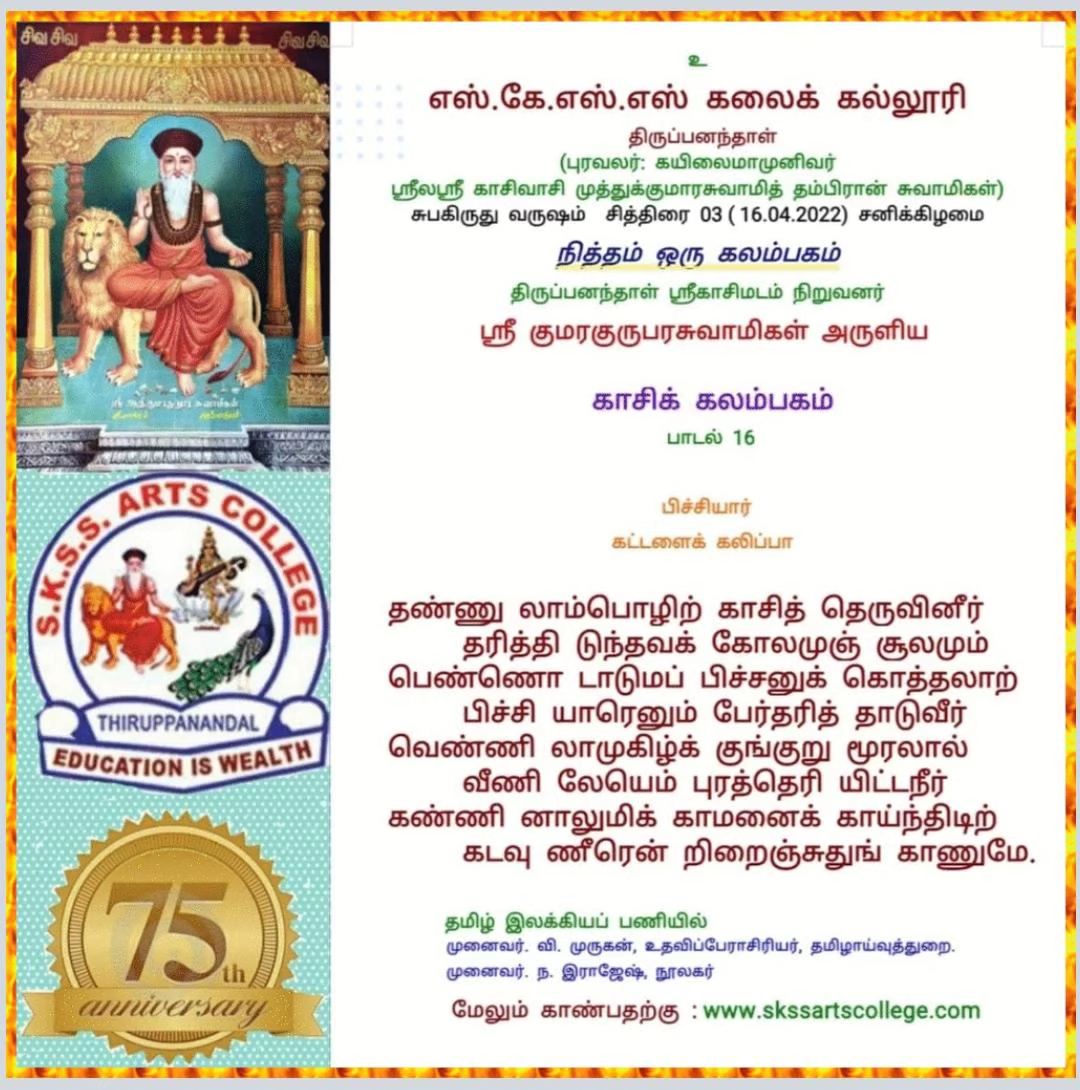 சிவ சிவ
சிவ சிவ
உ
எஸ்.கே.எஸ்.எஸ் கலைக் கல்லூரி
திருப்பனந்தாள்
(புரவலர்: கயிலைமாமுனிவர்
ஸ்ரீலஸ்ரீ காசிவாசி முத்துக்குமாரசுவாமித் தம்பிரான் சுவாமிகள்)
சுபகிருது வருஷம் சித்திரை 03 ( 16.04.2022) சனிக்கிழமை
நித்தம் ஒரு கலம்பகம்
திருப்பனந்தாள் ஸ்ரீகாசிமடம் நிறுவனர்
ஸ்ரீ குமரகுருபரசுவாமிகள் அருளிய
காசிக் கலம்பகம்
பாடல் 16
பிச்சியார்
கட்டளைக் கலிப்பா
தண்ணு லாம்பொழிற் காசித் தெருவினீர்
தரித்தி டுந்தவக் கோலமுஞ் சூலமும்
பெண்ணொ டாடுமப் பிச்சனுக் கொத்தலாற்
பிச்சி யாரெனும் பேர்தரித் தாடுவீர்
வெண்ணி லாமுகிழ்க் குங்குறு மூரலால்
வீணி லேயெம் புரத்தெரி யிட்டநீர்
கண்ணி னாலுமிக் காமனைக் காய்ந்திடிற்
கடவு ணீரென் றிறைஞ்சுதுங் காணுமே.
தமிழ் இலக்கியப் பணியில்
முனைவர். வி. முருகன், உதவிப்பேராசிரியர், தமிழாய்வுத்துறை.
முனைவர். ந. இராஜேஷ், நூலகர்
மேலும் காண்பதற்கு : www.skssartscollege.com
S.K.S.S. ARTS COLLEGE
THIRUPPANANDAL
EDUCATION IS WEALTH
75th
anniversary